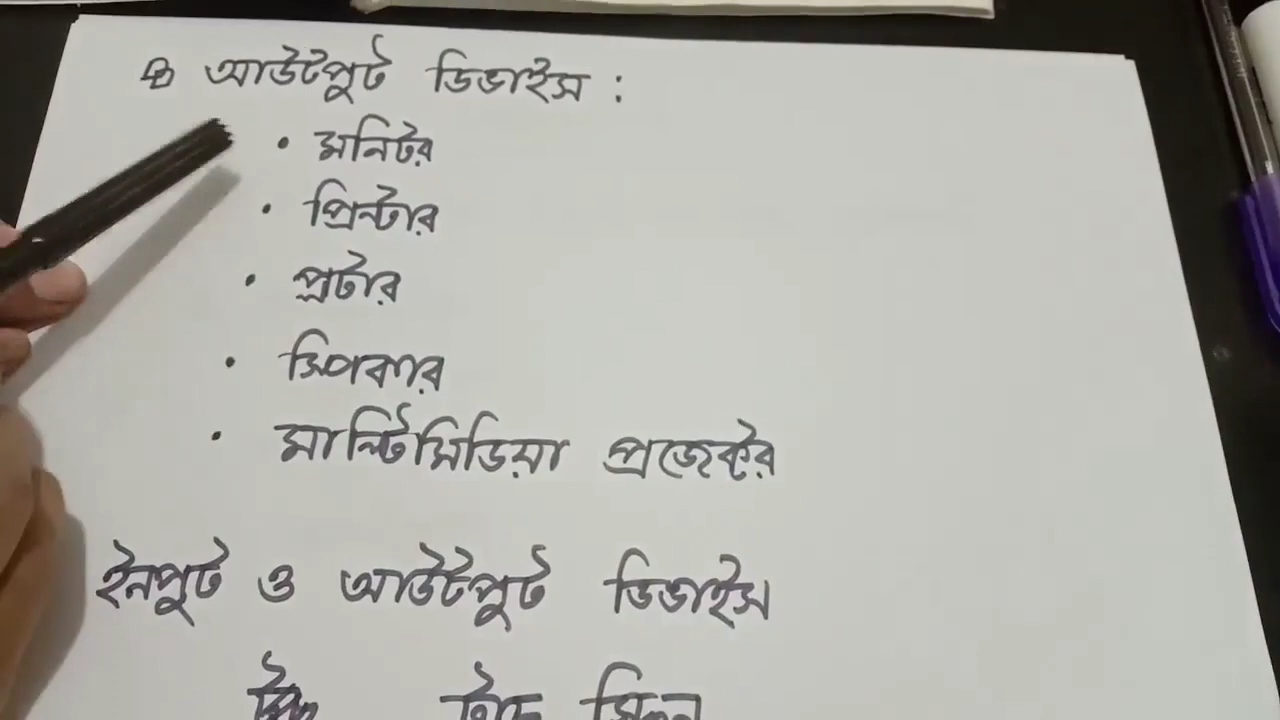 আউটপুট ডিভাইস :
• মনিটর
• প্রিন্টার
• প্লটার
• স্পিকার
• মাল্টিমিডিয়া প্রজেক্টর
ইনপুট ও আউটপুট ডিভাইস
টাচ স্ক্রিন